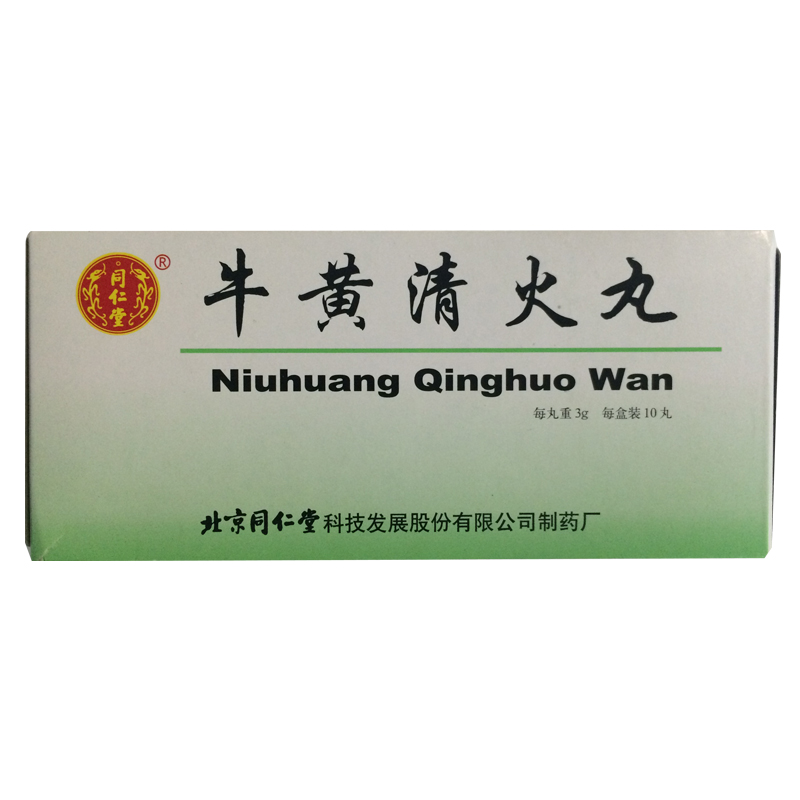 同仁堂
®
牛黄清火丸
Niuhuang Qinghuo Wan
每丸重3g 每盒装10丸
北京同仁堂科技发展股份有限公司制药厂